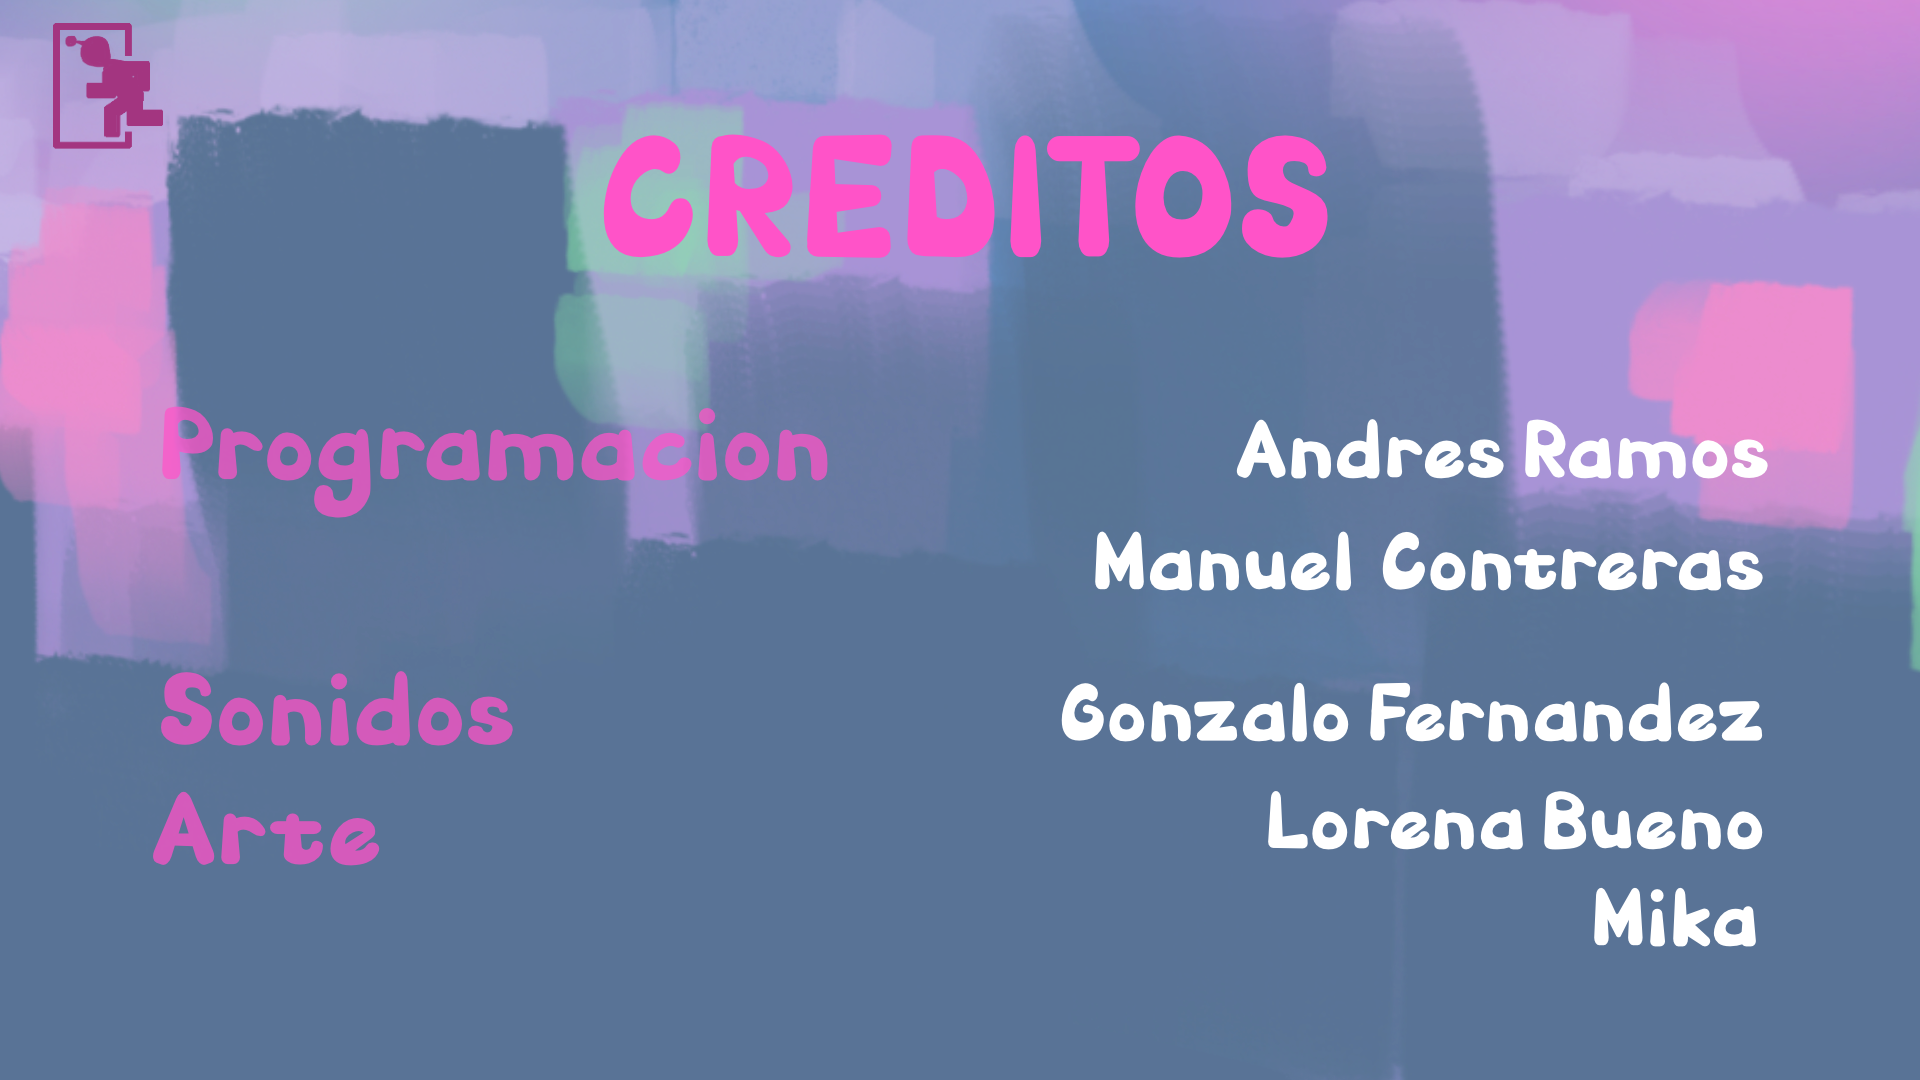 CREDITOS
Programacion Andres Ramos
Manuel Contreras
Sonidos Gonzalo Fernandez
Arte Lorena Bueno
Mika